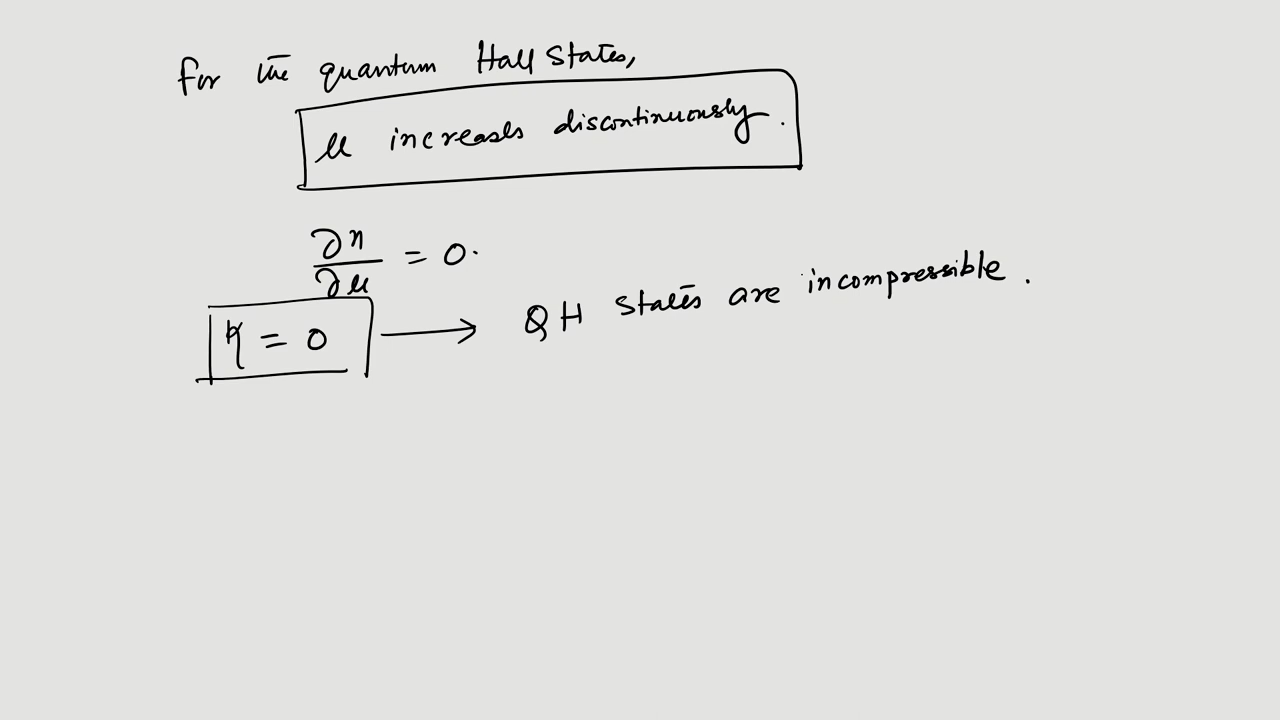 For the quantum Hall States,
μ increases discontinuously.
∂n/∂μ = 0.
κ = 0 → QH states are incompressible.